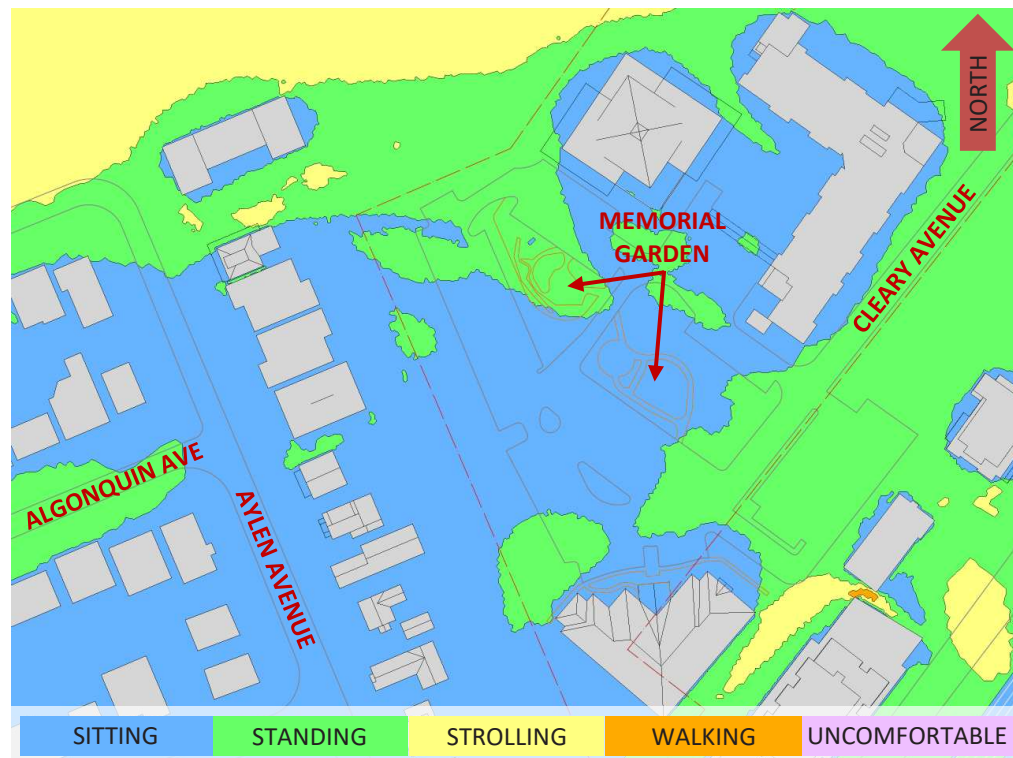 NORTH
MEMORIAL
GARDEN
CLEARY AVENUE
ALGONQUIN AVE
AYLEN AVENUE
SITTING
STANDING
STROLLING
WALKING
UNCOMFORTABLE